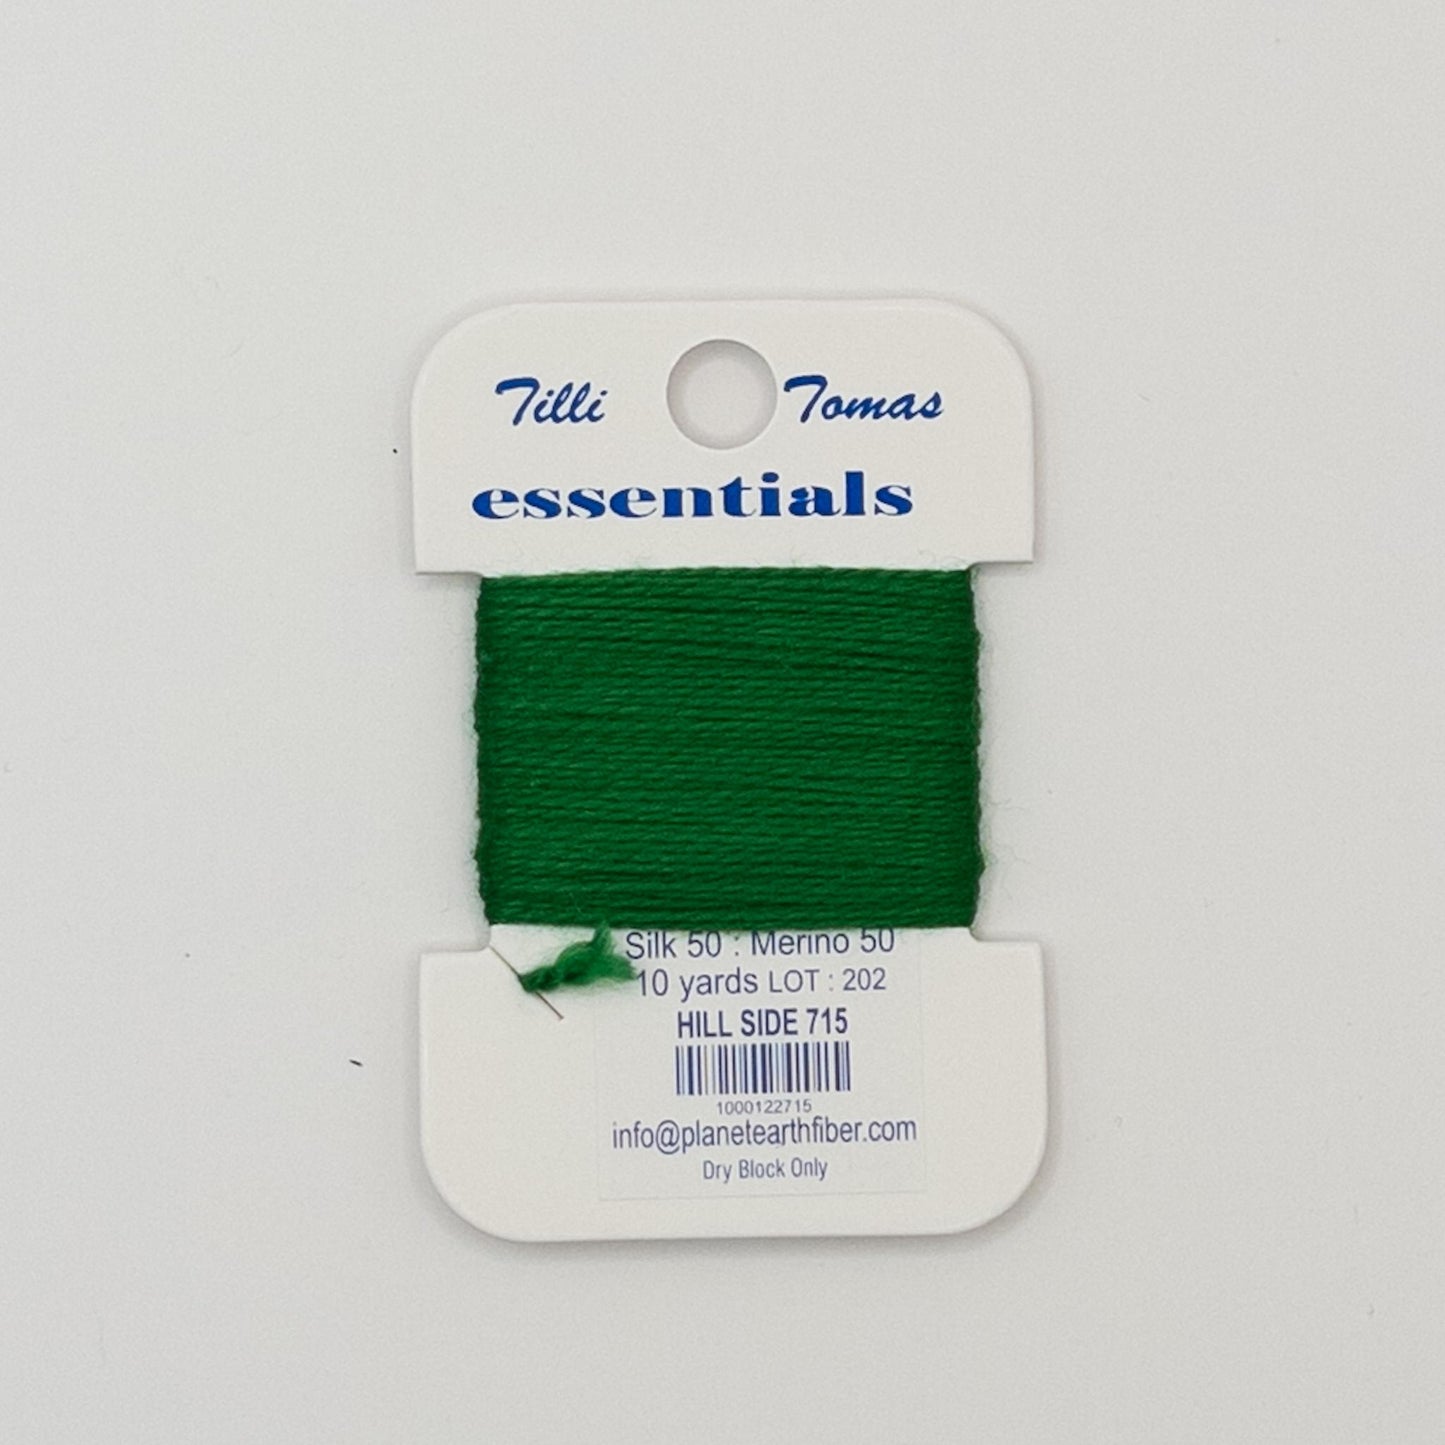 Tilli Tomas
essentials
Silk 50 : Merino 50
10 yards LOT : 202
HILL SIDE 715
1000122715
info@planetearthfiber.com
Dry Block Only